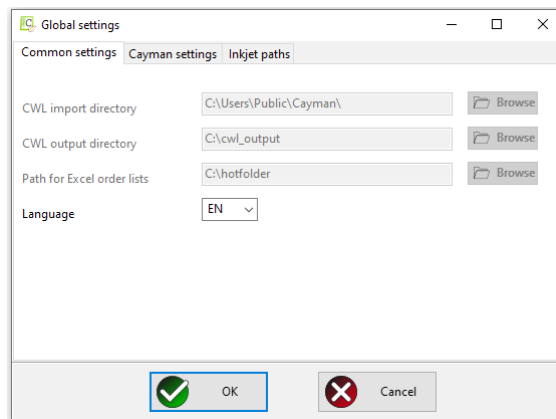 Global settings
Common settings Cayman settings Inkjet paths
CWL import directory C:\Users\Public\Cayman\ Browse
CWL output directory C:\cwl_output Browse
Path for Excel order lists C:\hotfolder Browse
Language EN
OK Cancel